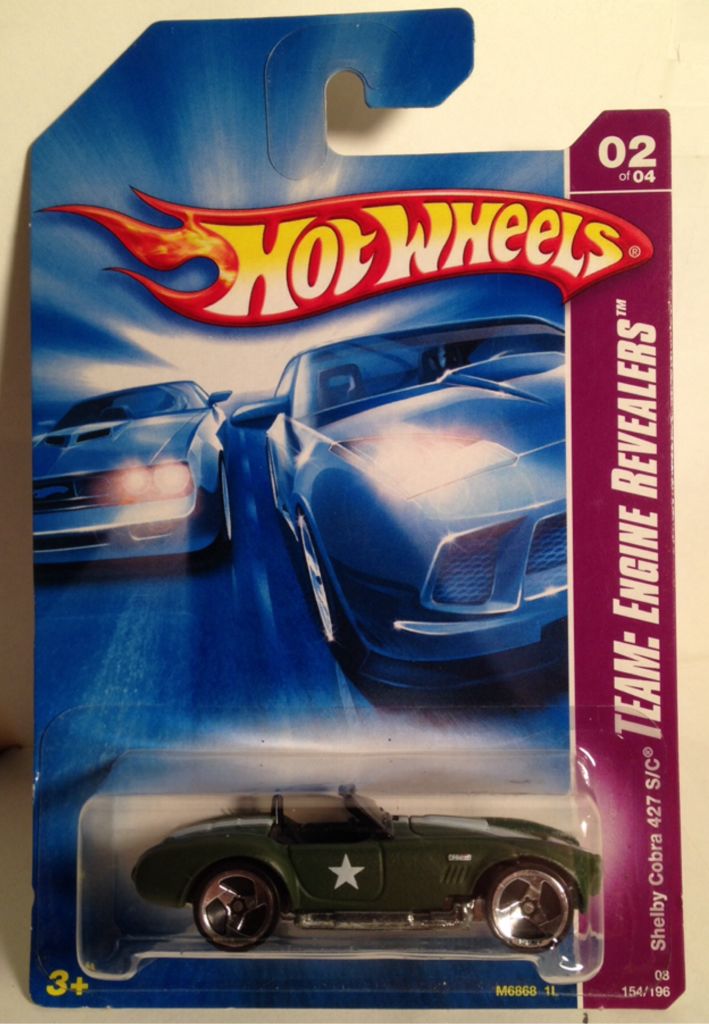 02
of 04
HOT WHEELS®
TEAM: ENGINE REVEALERS™
Shelby Cobra 427 S/C®
3+
M6868 1L
08
154/196